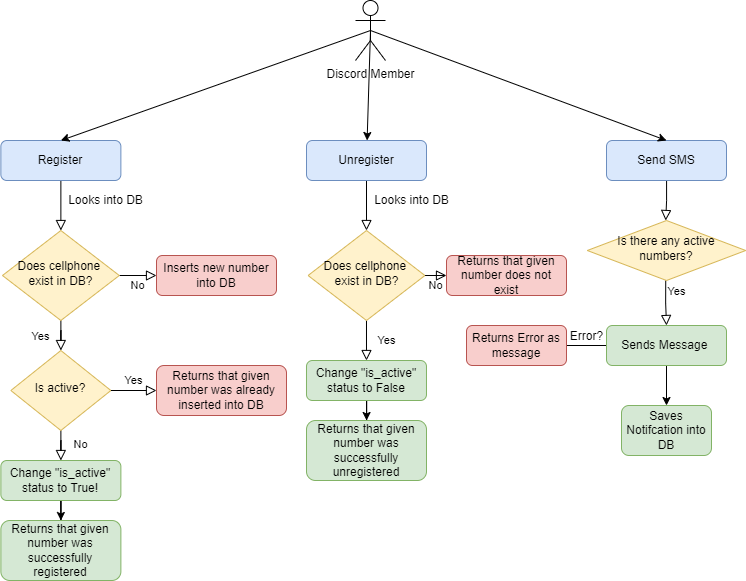 Discord Member
Register
Unregister
Send SMS
Looks into DB
Looks into DB
Does cellphone
exist in DB?
No
Inserts new number
into DB
Does cellphone
exist in DB?
No
Returns that given
number does not
exist
Is there any active
numbers?
Yes
Yes
Yes
Is active?
Yes
Returns that given
number was already
inserted into DB
Change "is_active"
status to False
Returns Error as
message
Error?
Sends Message
No
Returns that given
number was
successfully
unregistered
Saves
Notifcation into
DB
Change "is_active"
status to True!
Returns that given
number was
successfully
registered